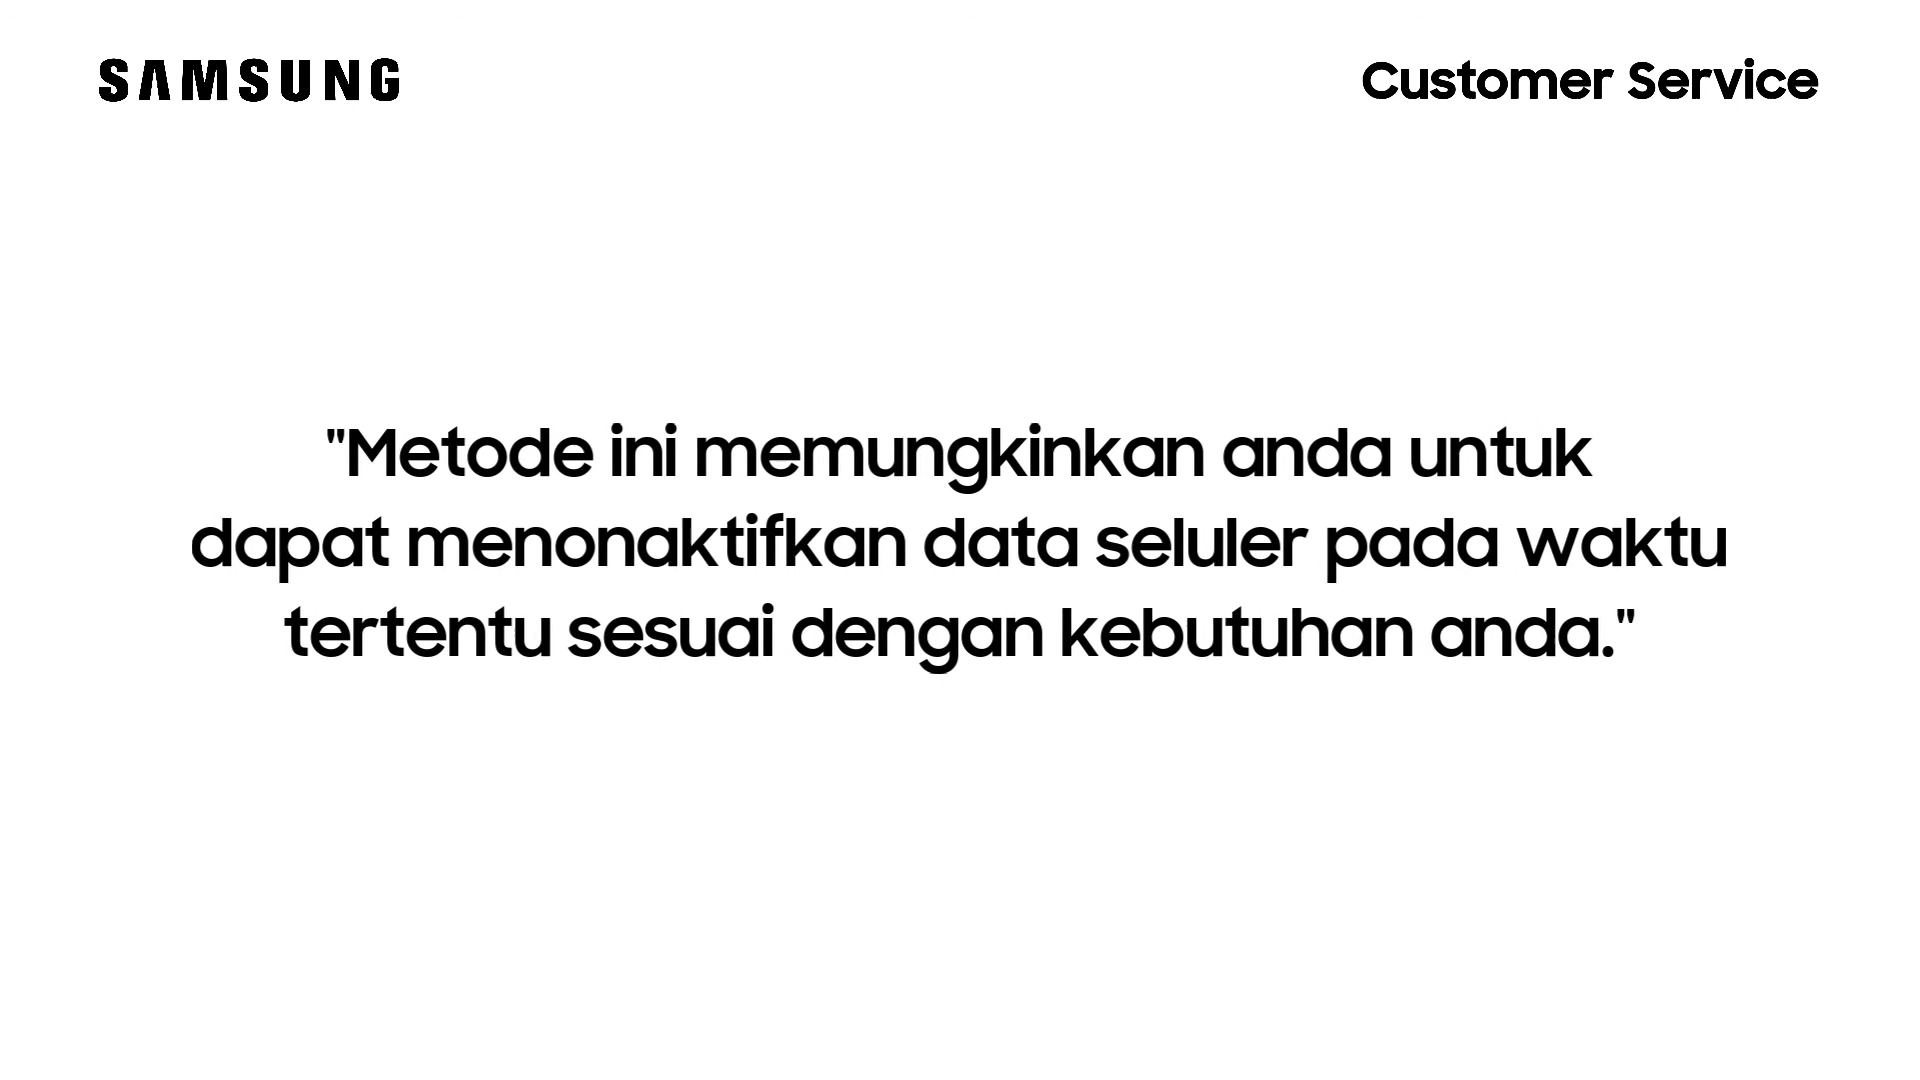 SAMSUNG
Customer Service
"Metode ini memungkinkan anda untuk
dapat menonaktifkan data seluler pada waktu
tertentu sesuai dengan kebutuhan anda."